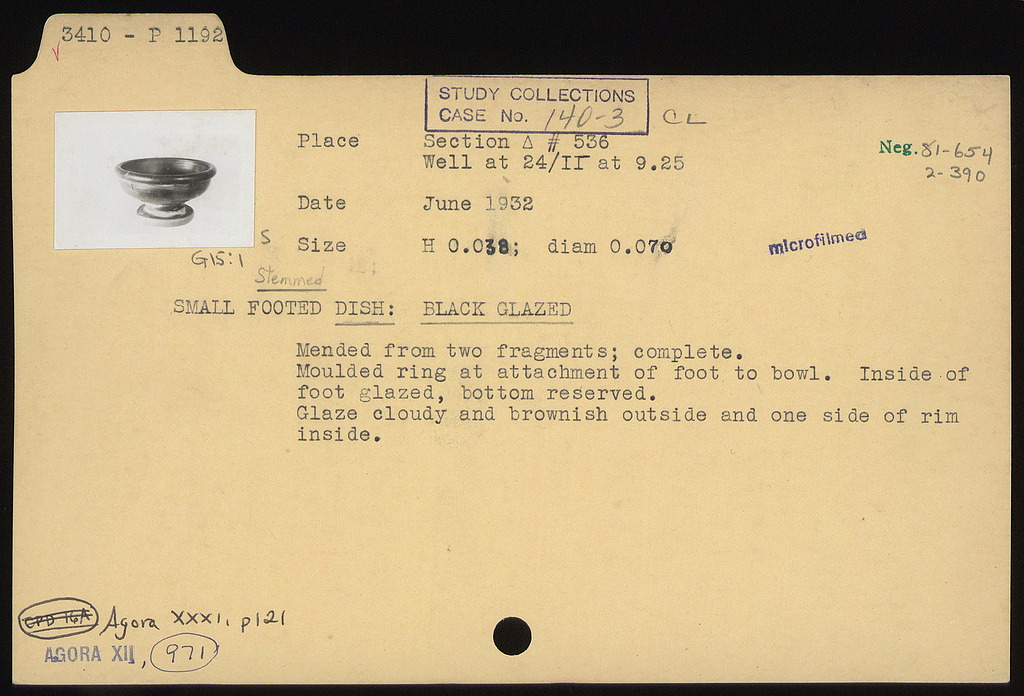 3410 - P 1192
STUDY COLLECTIONS
CASE No. 140-3 CL
Place Section Δ # 536
Well at 24/ΙΓ at 9.25
Neg. 81-654
2-390
Date June 1932
Size H 0.038; diam 0.070
microfilmed
S
G15:1
Stemmed
SMALL FOOTED DISH: BLACK GLAZED
Mended from two fragments; complete.
Moulded ring at attachment of foot to bowl. Inside of
foot glazed, bottom reserved.
Glaze cloudy and brownish outside and one side of rim
inside.
CPD 16A Agora XXXI, p121
AGORA XII, 971